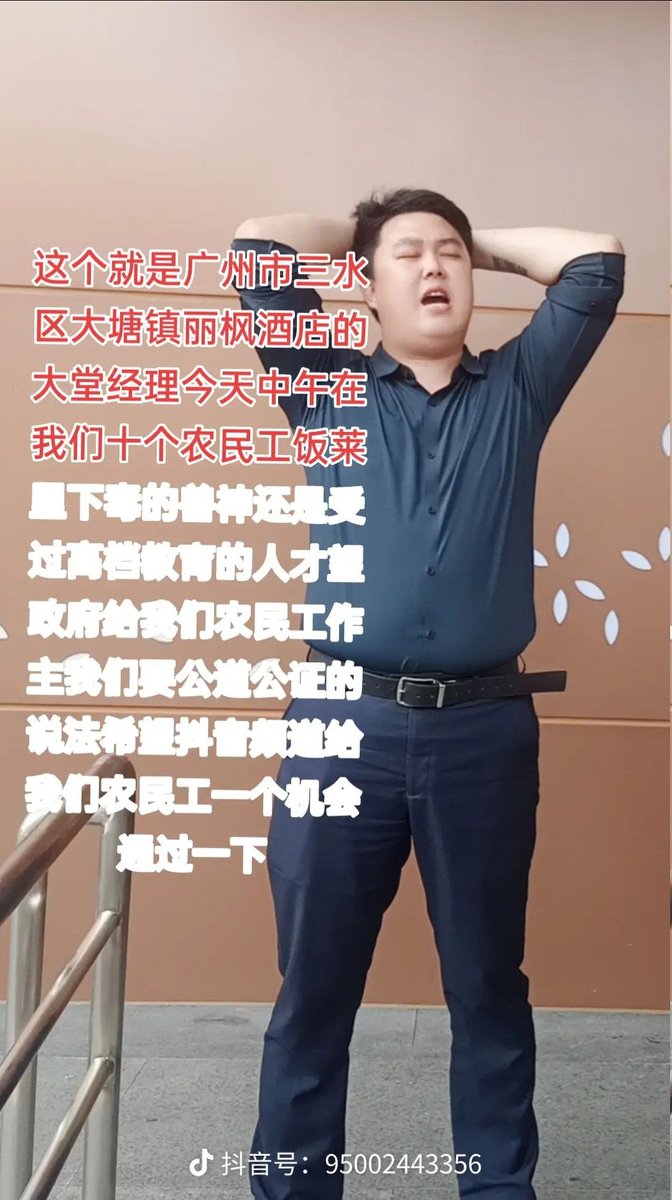 这个就是广州市三水
区大塘镇丽枫酒店的
大堂经理今天中午在
我们十个农民工饭菜
里下毒的兽神还是受
过高档教育的人才望
政府给我们农民工作
主我们要公道公证的
说法希望抖音频道给
我们农民工一个机会
通过一下
抖音号：95002443356